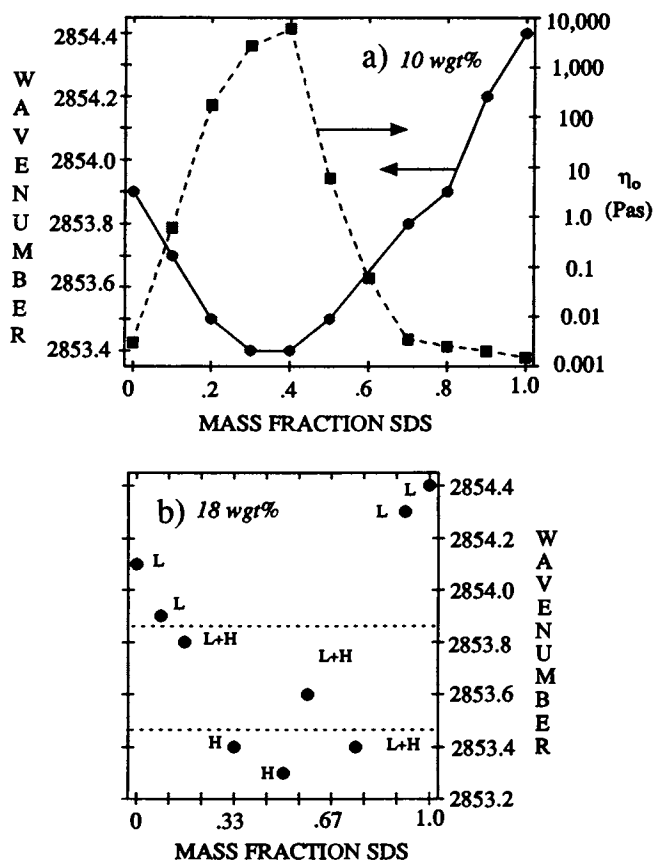 a) 10 wgt%
WAVENUMBER
2854.4
2854.2
2854.0
2853.8
2853.6
2853.4
10,000
1,000
100
10
1.0
0.1
0.01
0.001
ηo
(Pas)
0 .2 .4 .6 .8 1.0
MASS FRACTION SDS
b) 18 wgt%
L
L
L
L
L+H
L+H
H
L+H
H
2854.4
2854.2
2854.0
2853.8
2853.6
2853.4
2853.2
WAVENUMBER
0 .33 .67 1.0
MASS FRACTION SDS